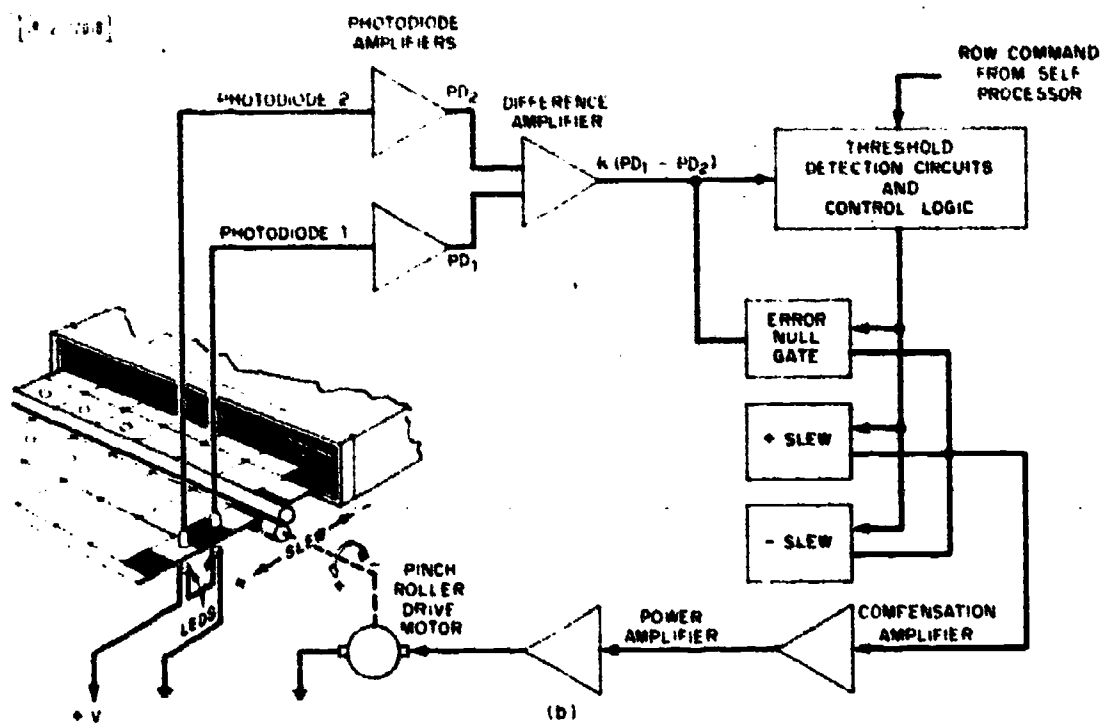 PHOTODIODE
AMPLIFIERS
ROW COMMAND
FROM SELF
PROCESSOR
PHOTODIODE 2
PD2
DIFFERENCE
AMPLIFIER
k (PD1 - PD2)
THRESHOLD
DETECTION CIRCUITS
AND
CONTROL LOGIC
PHOTODIODE 1
PD1
ERROR
NULL
GATE
+ SLEW
- SLEW
SLEW
+
-
+
PINCH
ROLLER
DRIVE
MOTOR
LEDS
POWER
AMPLIFIER
COMPENSATION
AMPLIFIER
+ V
(b)